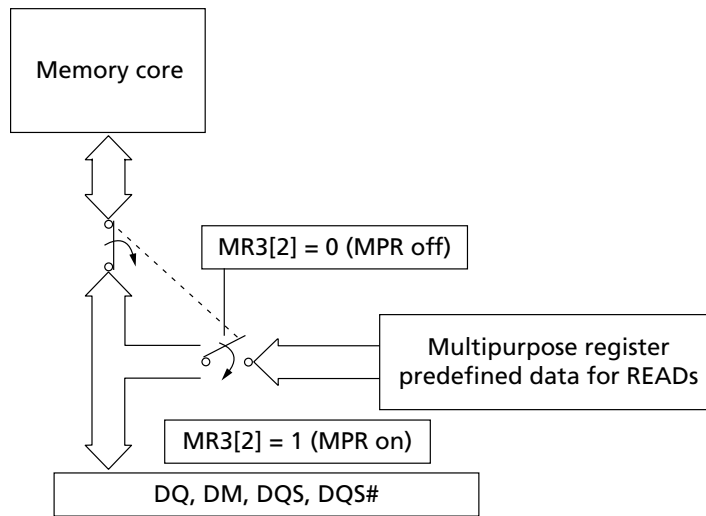 Memory core
MR3[2] = 0 (MPR off)
Multipurpose register
predefined data for READs
MR3[2] = 1 (MPR on)
DQ, DM, DQS, DQS#